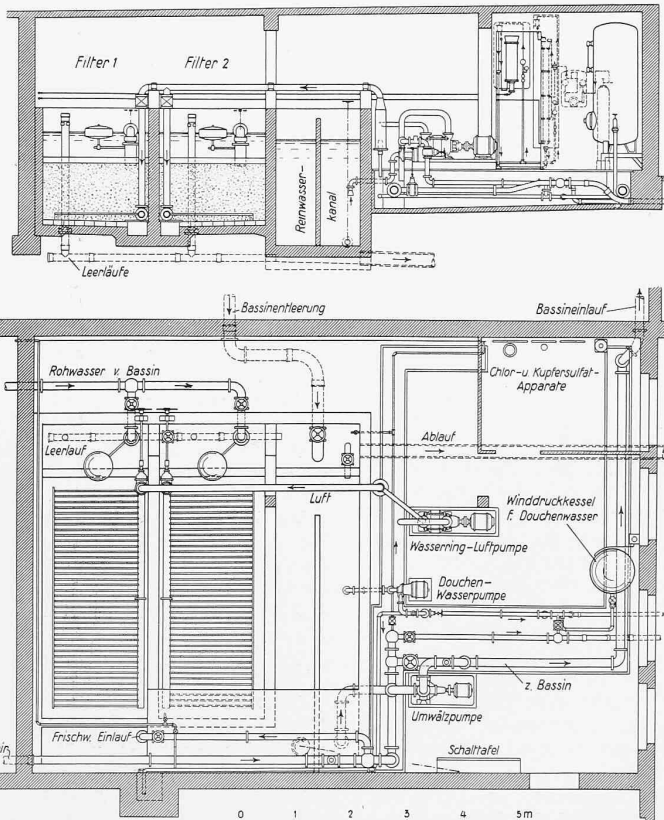 Filter 1
Filter 2
Reinwasser-
kanal
Leerläufe
Bassinentleerung
Bassineinlauf
Rohwasser v. Bassin
Chlor- u. Kupfersulfat-
Apparate
Leerlauf
Ablauf
Luft
Winddruckkessel
f. Douchenwasser
Wasserring-Luftpumpe
Douchen-
Wasserpumpe
z. Bassin
Umwälzpumpe
Frischw. Einlauf
Schalttafel
0 1 2 3 4 5 m